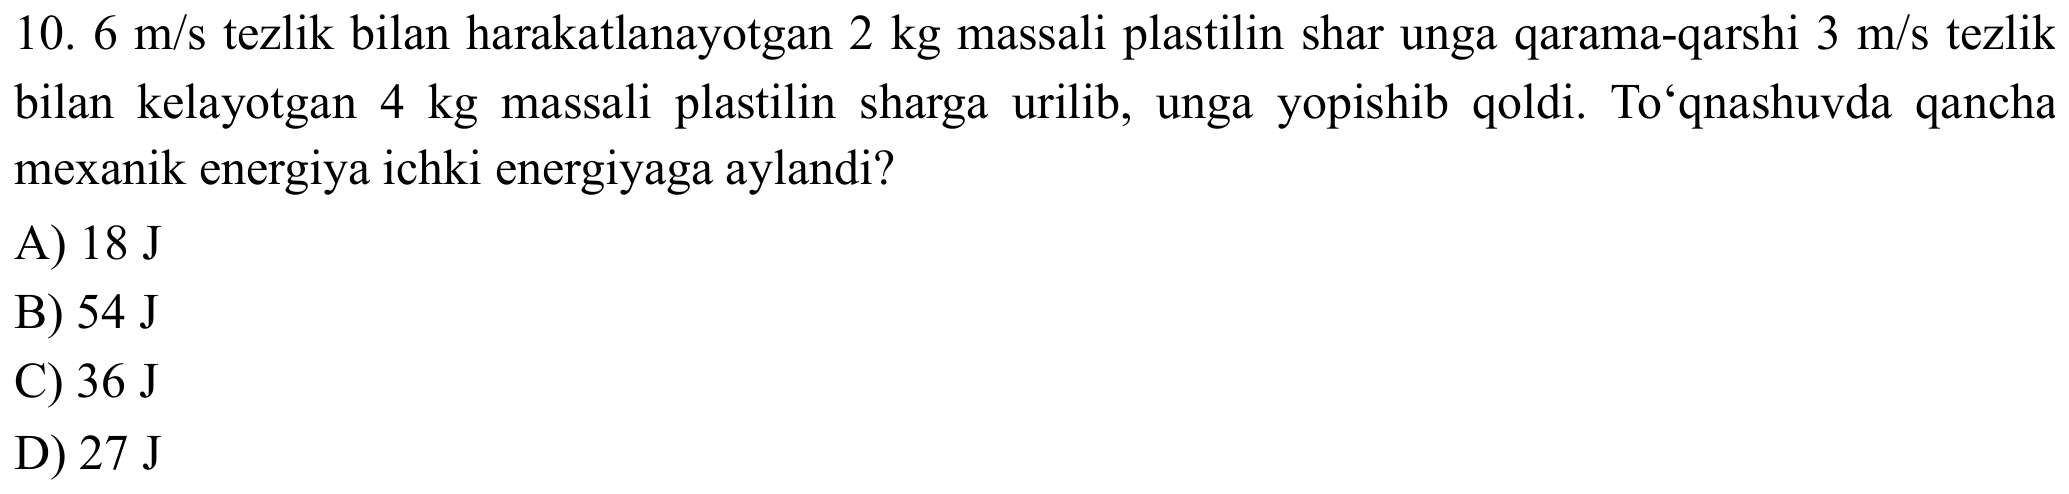 10. 6 m/s tezlik bilan harakatlanayotgan 2 kg massali plastilin shar unga qarama-qarshi 3 m/s tezlik
bilan kelayotgan 4 kg massali plastilin sharga urilib, unga yopishib qoldi. To‘qnashuvda qancha
mexanik energiya ichki energiyaga aylandi?
A) 18 J
B) 54 J
C) 36 J
D) 27 J